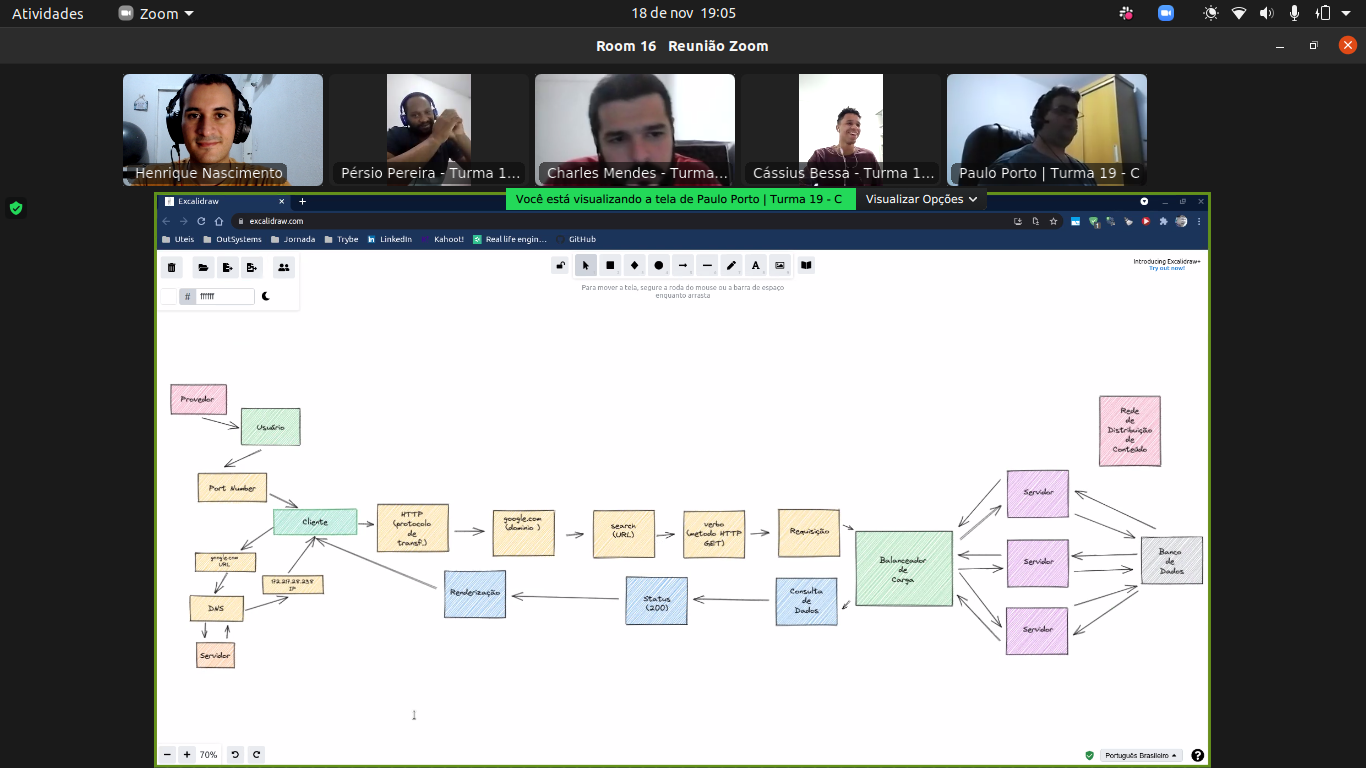 Atividades
Zoom
18 de nov 19:05
Room 16 Reunião Zoom
Henrique Nascimento
Pérsio Pereira - Turma 1...
Charles Mendes - Turma...
Cássius Bessa - Turma 1...
Paulo Porto | Turma 19 - C
Você está visualizando a tela de Paulo Porto | Turma 19 - C
Visualizar Opções
Excalidraw
excalidraw.com
Uteis
OutSystems
Jornada
Trybe
LinkedIn
Kahoot!
Real life engin...
GitHub
A
Introducing Excalidraw+
Try out now!
# ffffff
Para mover a tela, segure a roda do mouse ou a barra de espaço
enquanto arrasta
Provedor
Usuário
Port Number
Cliente
google.com
URL
172.217.28.238
IP
DNS
Servidor
HTTP
(protocolo
de
transf.)
google.com
(dominio )
search
(URL)
verbo
(metodo HTTP
GET)
Requisição
Balanceador
de
Carga
Renderização
Status
(200)
Consulta
de
Dados
Servidor
Servidor
Servidor
Banco
de
Dados
Rede
de
Distribuição
de
Conteúdo
70%
Português Brasileiro